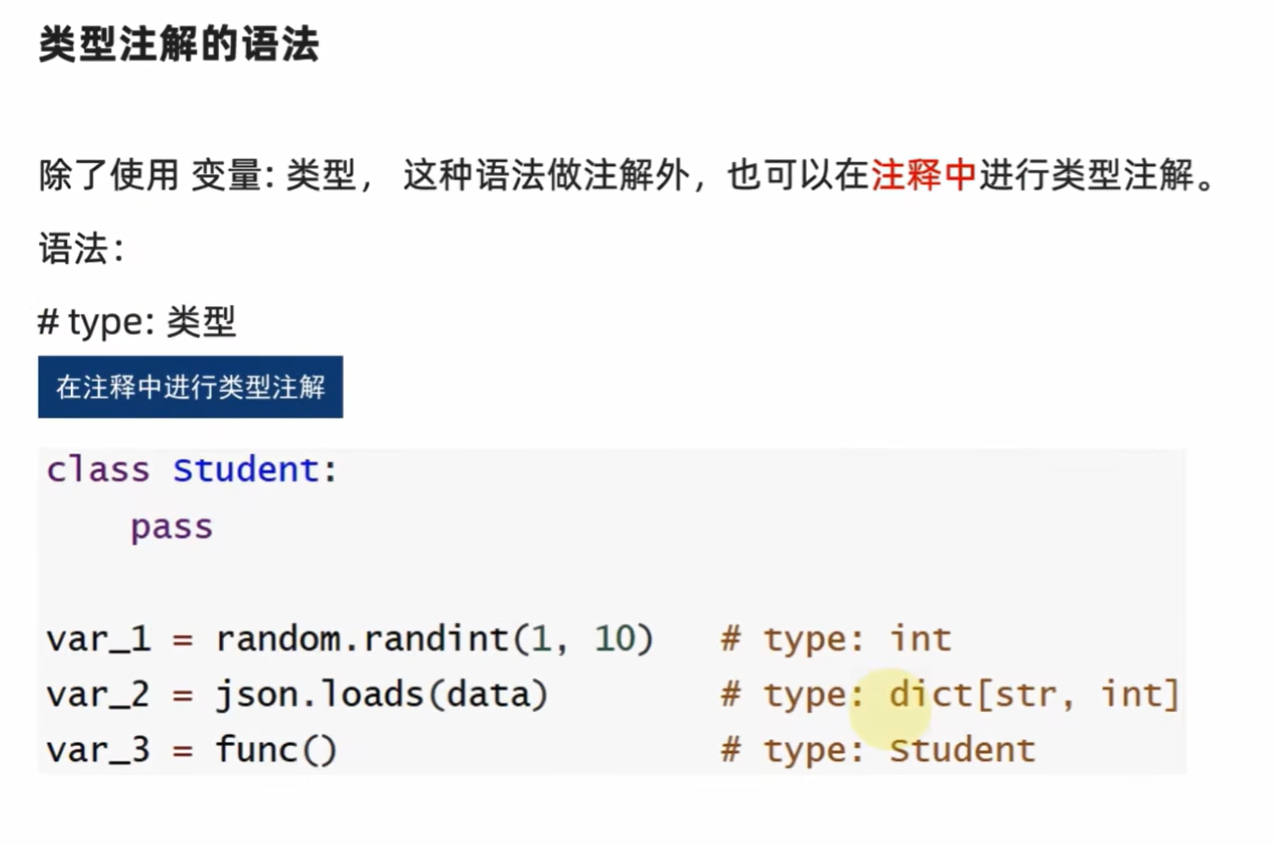 类型注解的语法
除了使用 变量: 类型， 这种语法做注解外，也可以在注释中进行类型注解。
语法：
# type: 类型
在注释中进行类型注解
class Student:
    pass
var_1 = random.randint(1, 10)   # type: int
var_2 = json.loads(data)        # type: dict[str, int]
var_3 = func()                  # type: Student